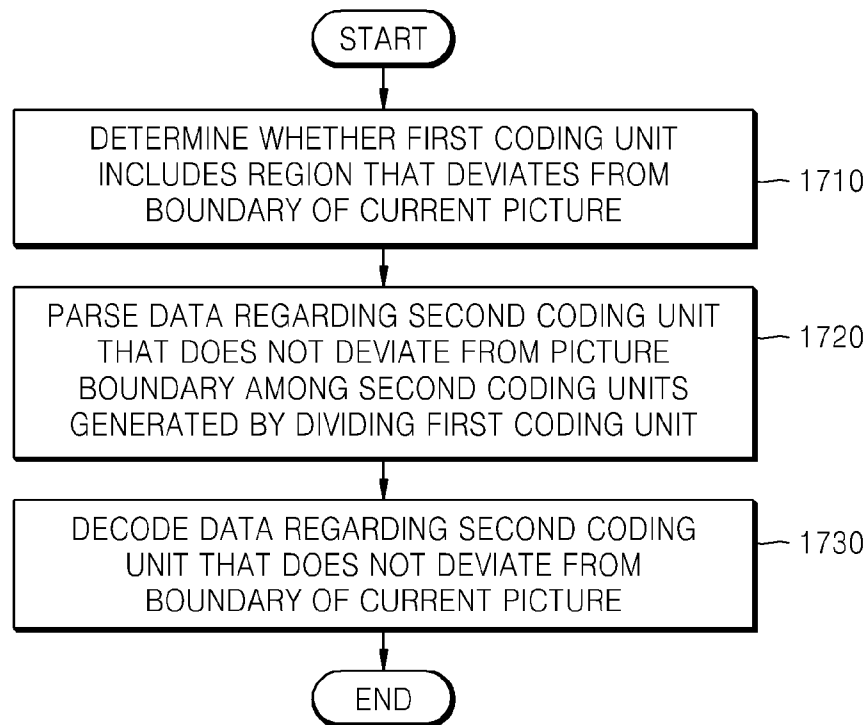 START
DETERMINE WHETHER FIRST CODING UNIT
INCLUDES REGION THAT DEVIATES FROM
BOUNDARY OF CURRENT PICTURE
1710
PARSE DATA REGARDING SECOND CODING UNIT
THAT DOES NOT DEVIATE FROM PICTURE
BOUNDARY AMONG SECOND CODING UNITS
GENERATED BY DIVIDING FIRST CODING UNIT
1720
DECODE DATA REGARDING SECOND CODING
UNIT THAT DOES NOT DEVIATE FROM
BOUNDARY OF CURRENT PICTURE
1730
END